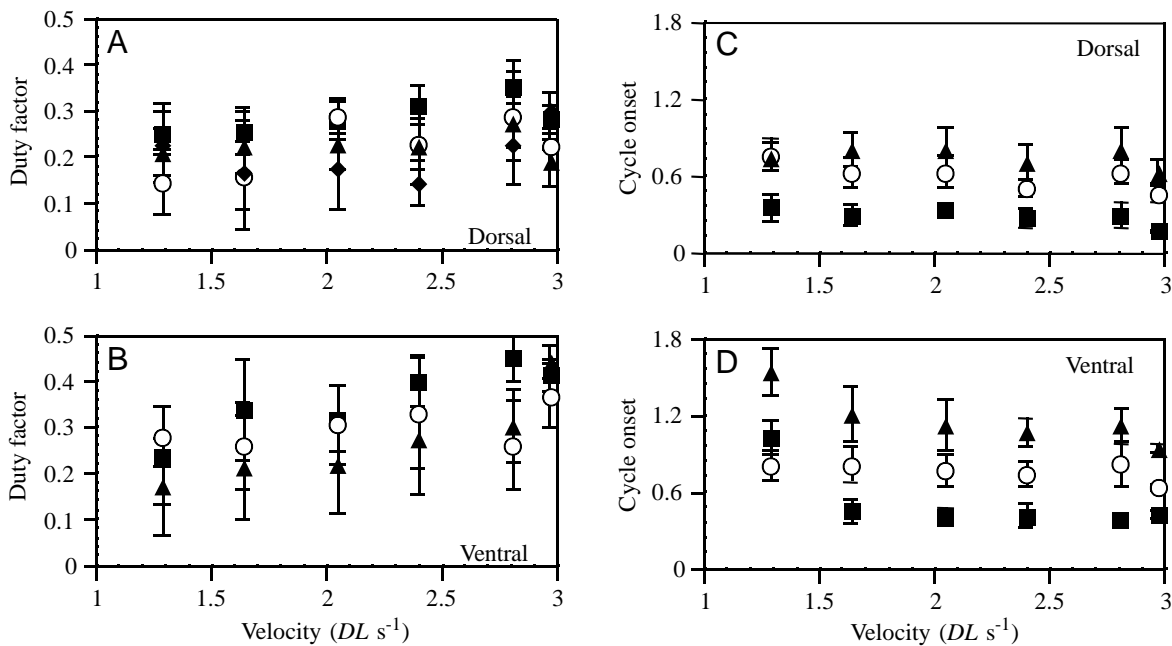 A
0.5
0.4
0.3
0.2
0.1
0
Duty factor
Dorsal
1 1.5 2 2.5 3
B
0.5
0.4
0.3
0.2
0.1
0
Duty factor
Ventral
1 1.5 2 2.5 3
Velocity (DL s-1)
C
1.8
1.2
0.6
0
Cycle onset
Dorsal
1 1.5 2 2.5 3
D
1.8
1.2
0.6
0
Cycle onset
Ventral
1 1.5 2 2.5 3
Velocity (DL s-1)